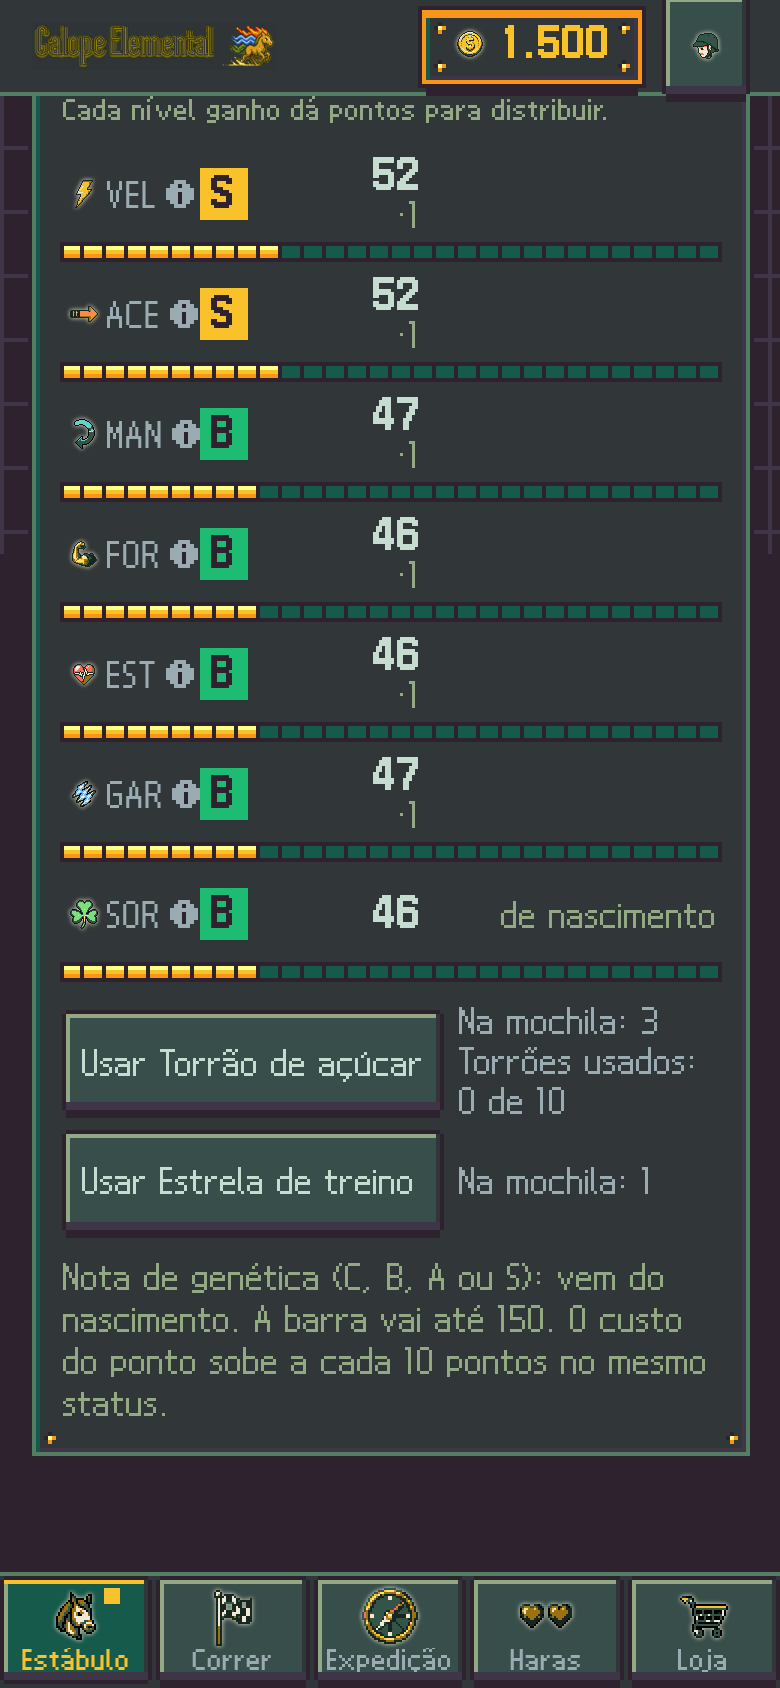 Galope Elemental
1.500
Cada nível ganho dá pontos para distribuir.
VEL i S 52
·1
ACE i S 52
·1
MAN i B 47
·1
FOR i B 46
·1
EST i B 46
·1
GAR i B 47
·1
SOR i B 46 de nascimento
Usar Torrão de açúcar
Na mochila: 3
Torrões usados:
0 de 10
Usar Estrela de treino
Na mochila: 1
Nota de genética (C, B, A ou S): vem do
nascimento. A barra vai até 150. O custo
do ponto sobe a cada 10 pontos no mesmo
status.
Estábulo
Correr
Expedição
Haras
Loja